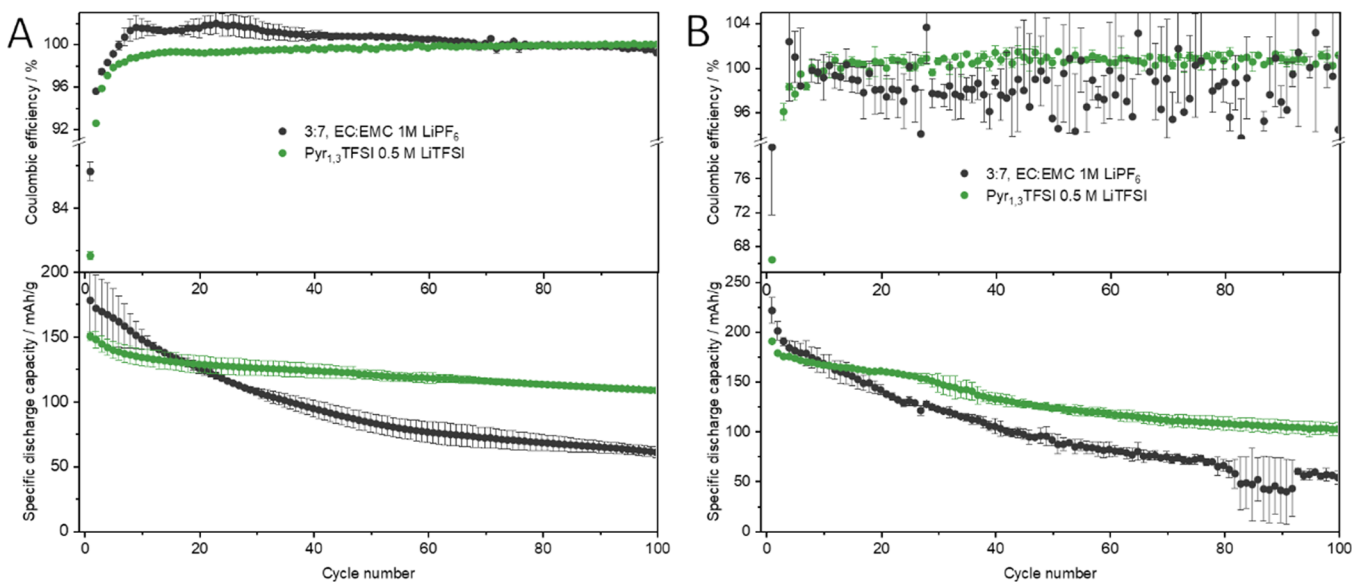 A
Coulombic efficiency / %
100
96
92
84
3:7, EC:EMC 1M LiPF6
Pyr1,3TFSI 0.5 M LiTFSI
0 20 40 60 80
Specific discharge capacity / mAh/g
200
150
100
50
0
0 20 40 60 80 100
Cycle number
B
Coulombic efficiency / %
104
100
96
76
72
68
3:7, EC:EMC 1M LiPF6
Pyr1,3TFSI 0.5 M LiTFSI
0 20 40 60 80 100
Specific discharge capacity / mAh/g
250
200
150
100
50
0
0 20 40 60 80 100
Cycle number